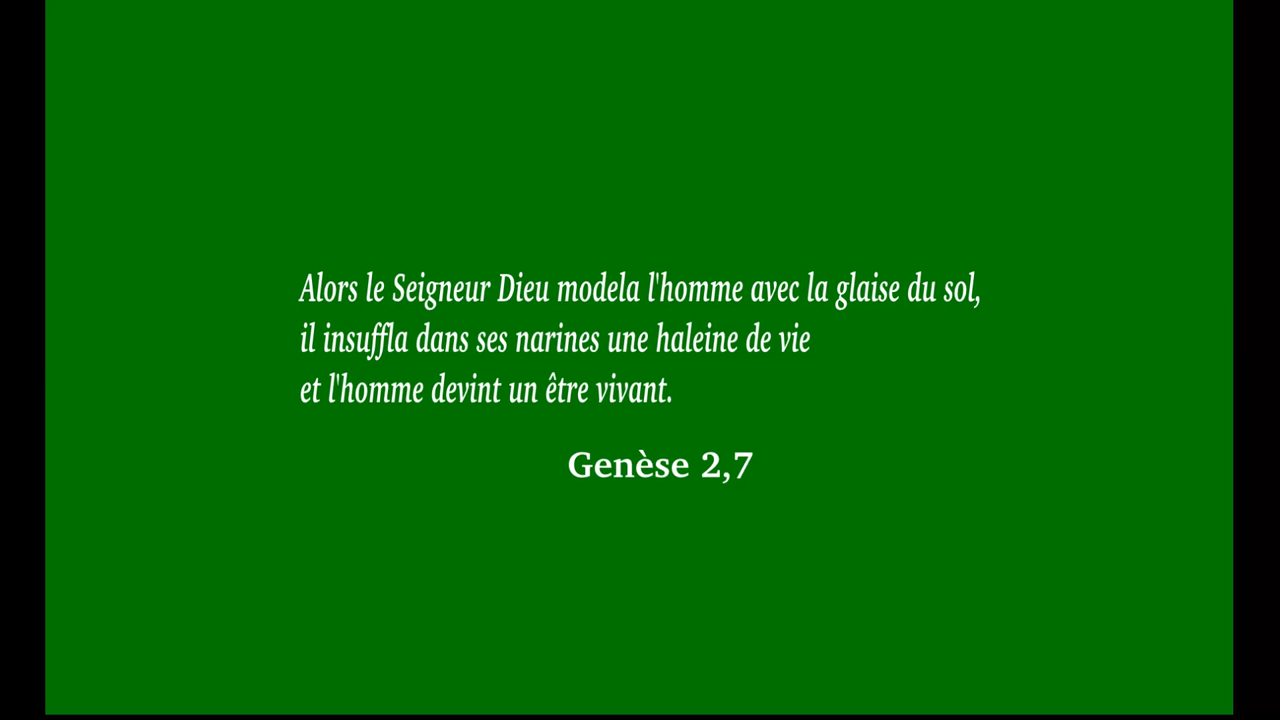 Alors le Seigneur Dieu modela l'homme avec la glaise du sol,
il insuffla dans ses narines une haleine de vie
et l'homme devint un être vivant.
Genèse 2,7